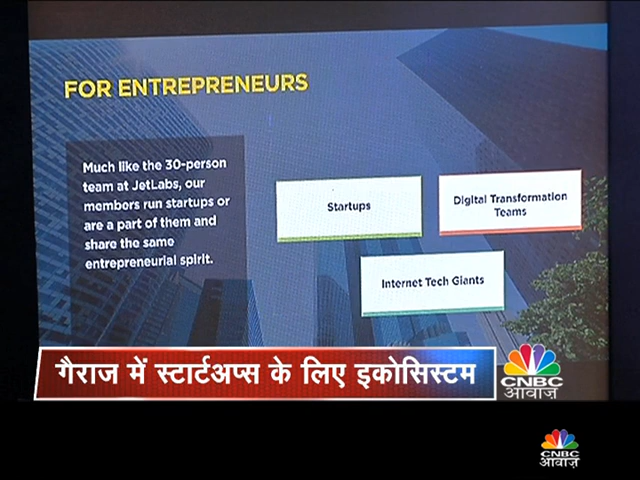 FOR ENTREPRENEURS
Much like the 30-person
team at JetLabs, our
members run startups or
are a part of them and
share the same
entrepreneurial spirit.
Startups
Digital Transformation
Teams
Internet Tech Giants
गैराज में स्टार्टअप्स के लिए इकोसिस्टम
CNBC
आवाज़
CNBC
आवाज़